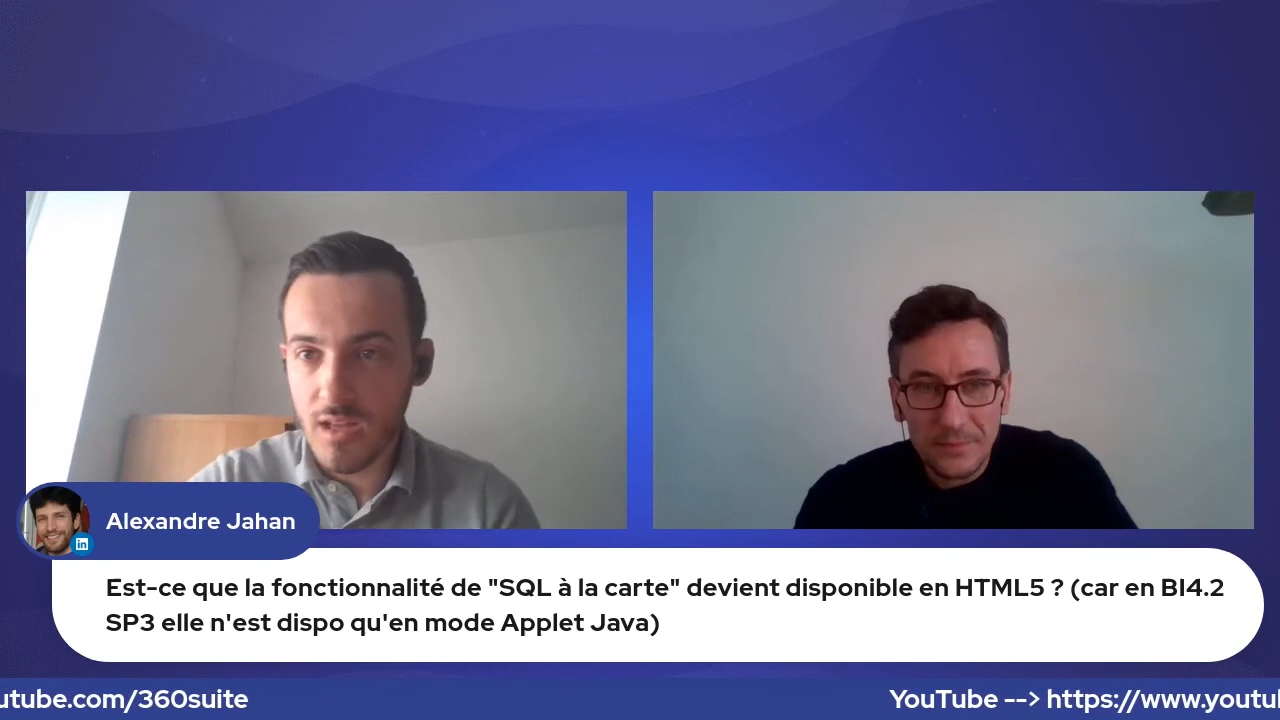 Alexandre Jahan
in
Est-ce que la fonctionnalité de "SQL à la carte" devient disponible en HTML5 ? (car en BI4.2
SP3 elle n'est dispo qu'en mode Applet Java)
utube.com/360suite YouTube --> https://www.youtu